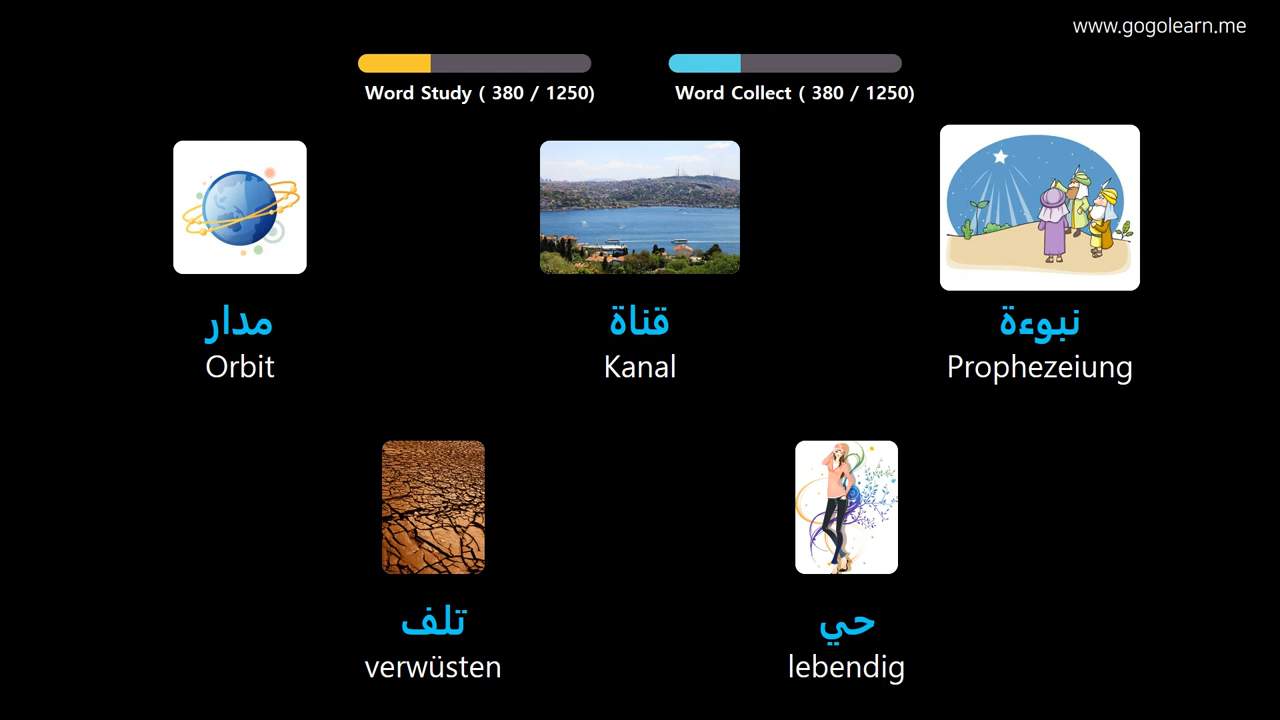 www.gogolearn.me
Word Study ( 380 / 1250)
Word Collect ( 380 / 1250)
مدار
Orbit
قناة
Kanal
نبوءة
Prophezeiung
تلف
verwüsten
حي
lebendig